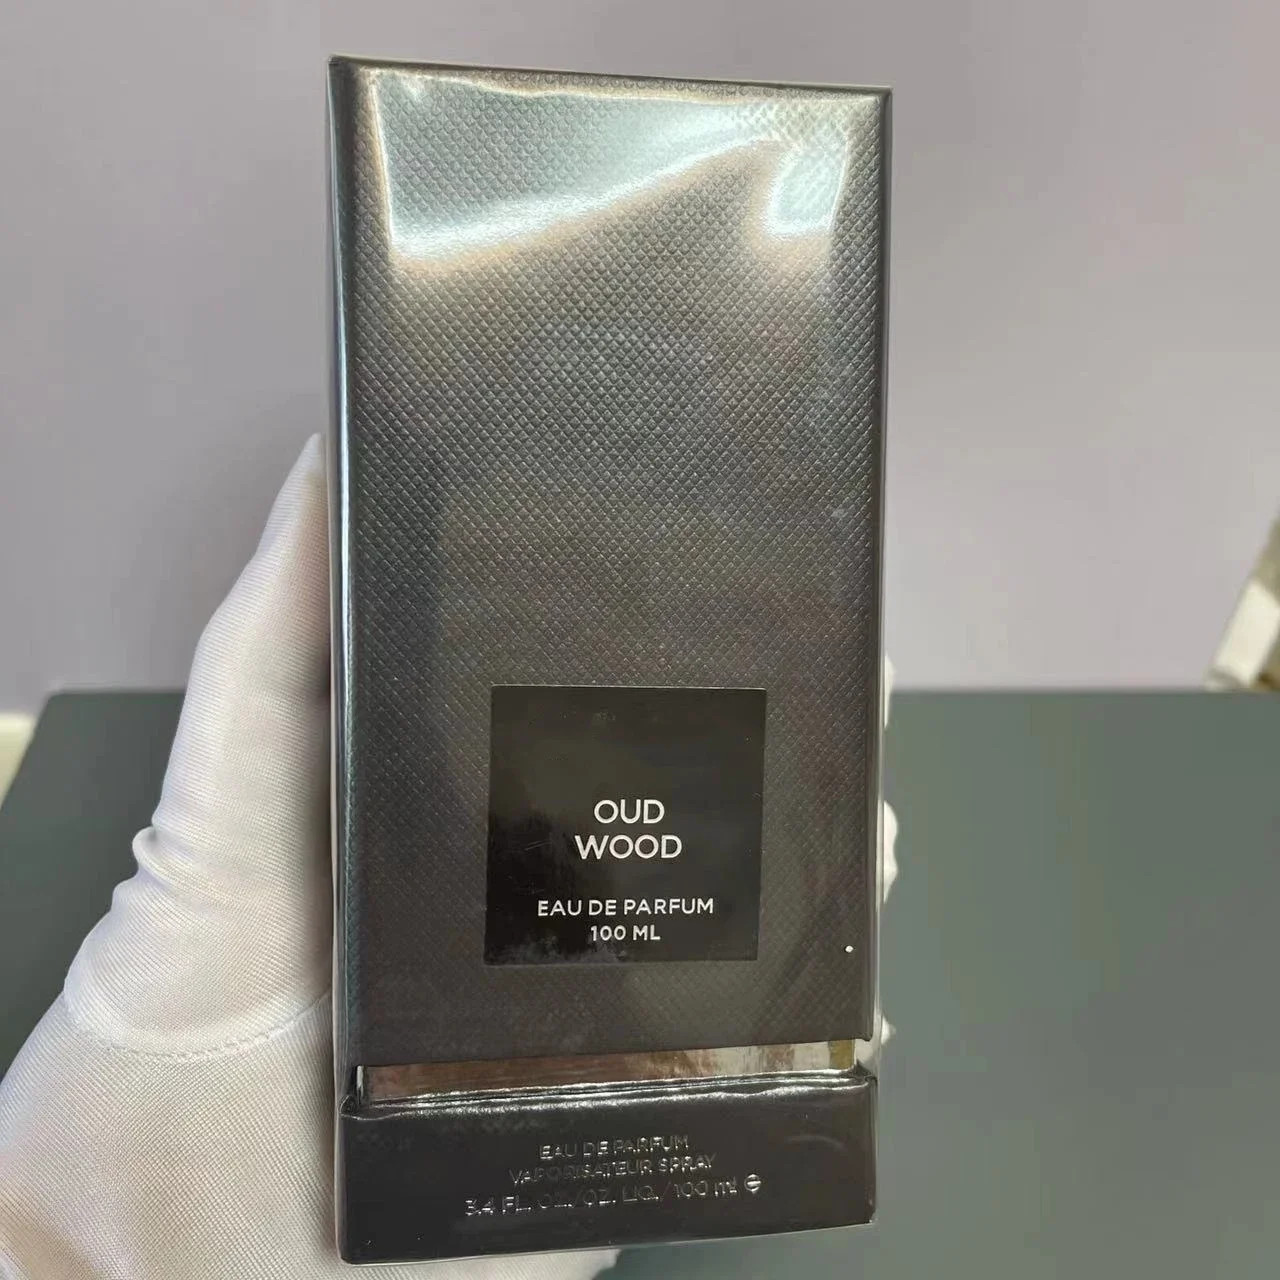 OUD
WOOD
EAU DE PARFUM
100 ML
EAU DE PARFUM
VAPORISATEUR SPRAY
3.4 FL. OZ./OZ. LIQ./100 ml ⊖